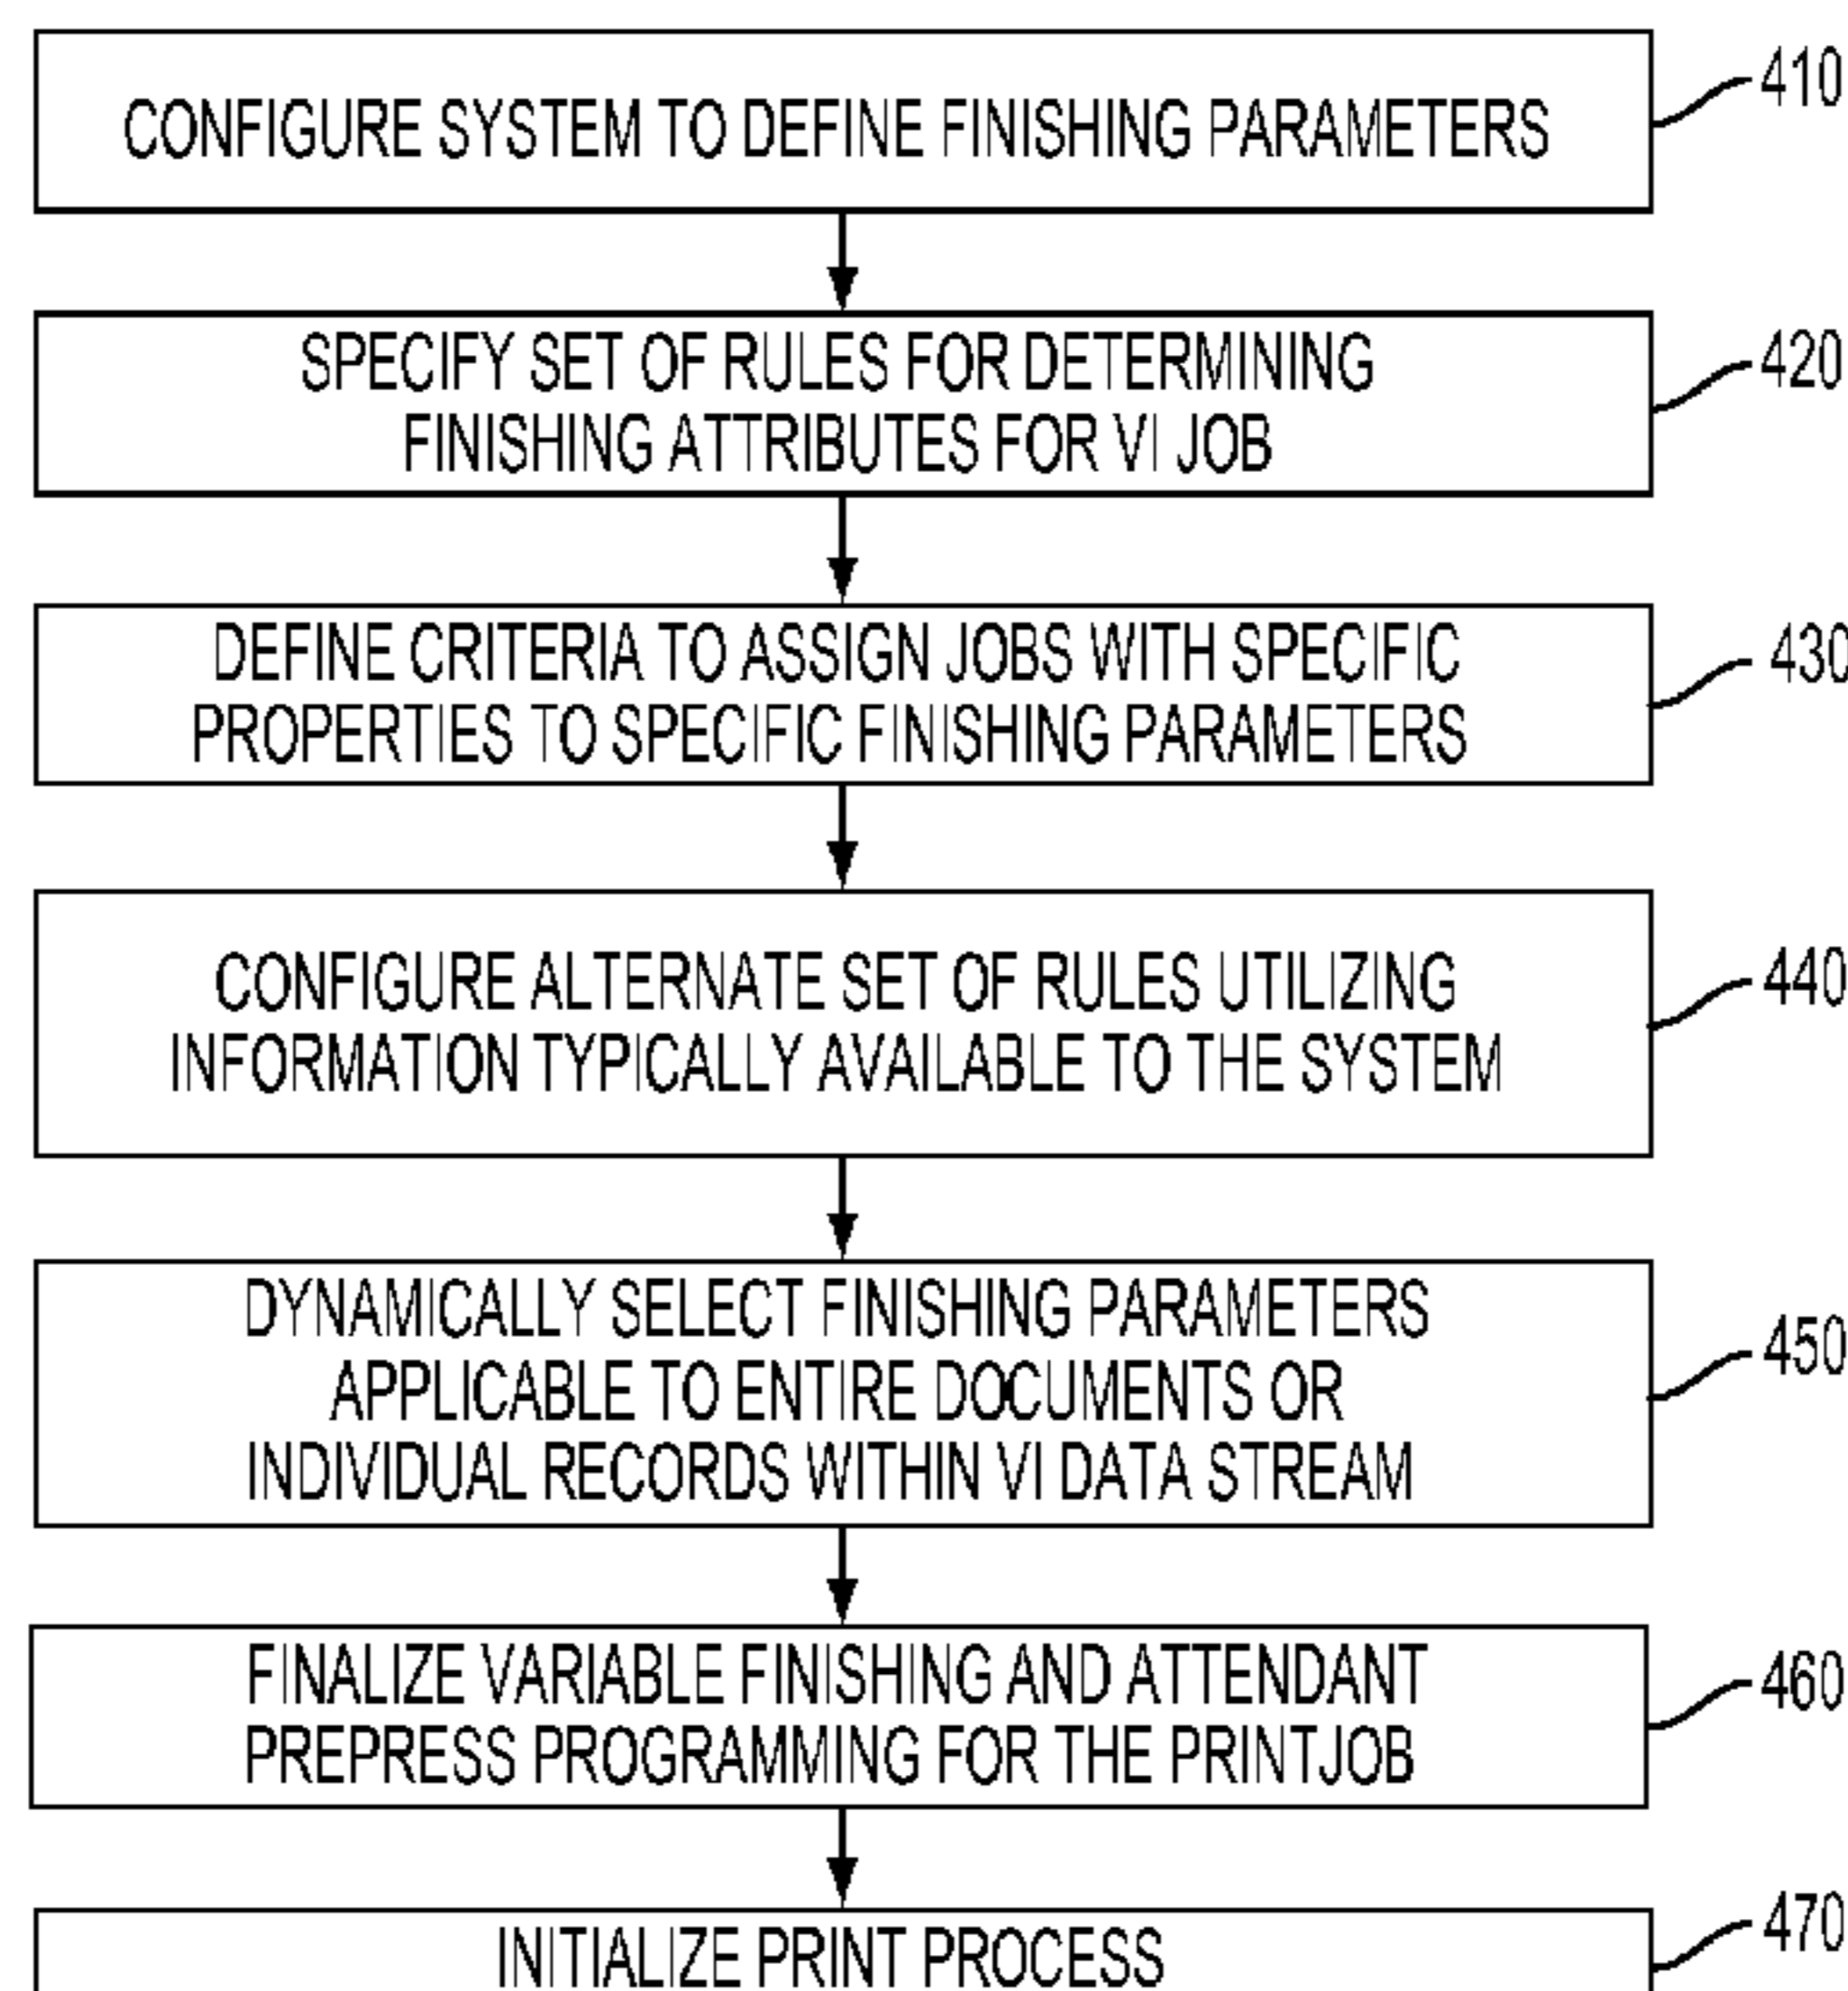 CONFIGURE SYSTEM TO DEFINE FINISHING PARAMETERS
410
SPECIFY SET OF RULES FOR DETERMINING
FINISHING ATTRIBUTES FOR VI JOB
420
DEFINE CRITERIA TO ASSIGN JOBS WITH SPECIFIC
PROPERTIES TO SPECIFIC FINISHING PARAMETERS
430
CONFIGURE ALTERNATE SET OF RULES UTILIZING
INFORMATION TYPICALLY AVAILABLE TO THE SYSTEM
440
DYNAMICALLY SELECT FINISHING PARAMETERS
APPLICABLE TO ENTIRE DOCUMENTS OR
INDIVIDUAL RECORDS WITHIN VI DATA STREAM
450
FINALIZE VARIABLE FINISHING AND ATTENDANT
PREPRESS PROGRAMMING FOR THE PRINTJOB
460
INITIALIZE PRINT PROCESS
470